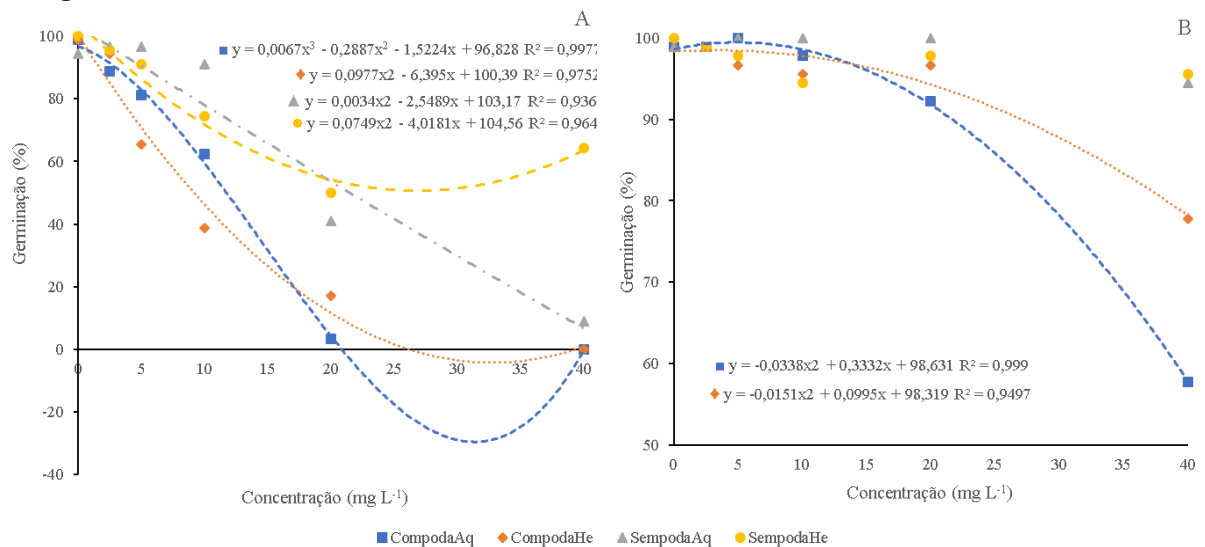 A
y = 0,0067x³ - 0,2887x² - 1,5224x + 96,828 R² = 0,9977
y = 0,0977x2 - 6,395x + 100,39 R² = 0,9752
y = 0,0034x2 - 2,5489x + 103,17 R² = 0,936
y = 0,0749x2 - 4,0181x + 104,56 R² = 0,964
100
80
60
40
20
0
-20
-40
0 5 10 15 20 25 30 35 40
Germinação (%)
Concentração (mg L⁻¹)
B
100
90
80
70
60
50
0 5 10 15 20 25 30 35 40
Germinação (%)
y = -0,0338x2 + 0,3332x + 98,631 R² = 0,999
y = -0,0151x2 + 0,0995x + 98,319 R² = 0,9497
Concentração (mg L⁻¹)
CompodaAq CompodaHe SempodaAq SempodaHe